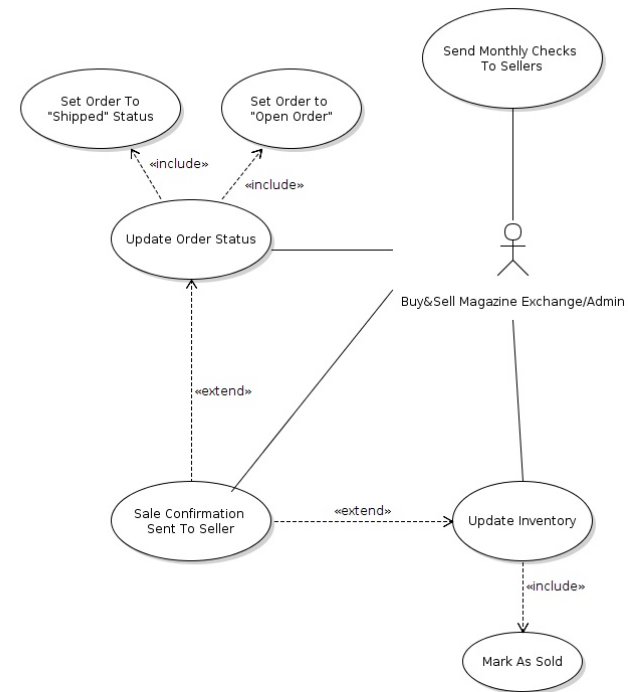 Send Monthly Checks
To Sellers
Set Order To
"Shipped" Status
Set Order to
"Open Order"
«include»
«include»
Update Order Status
Buy&Sell Magazine Exchange/Admin
«extend»
Sale Confirmation
Sent To Seller
«extend»
Update Inventory
«include»
Mark As Sold